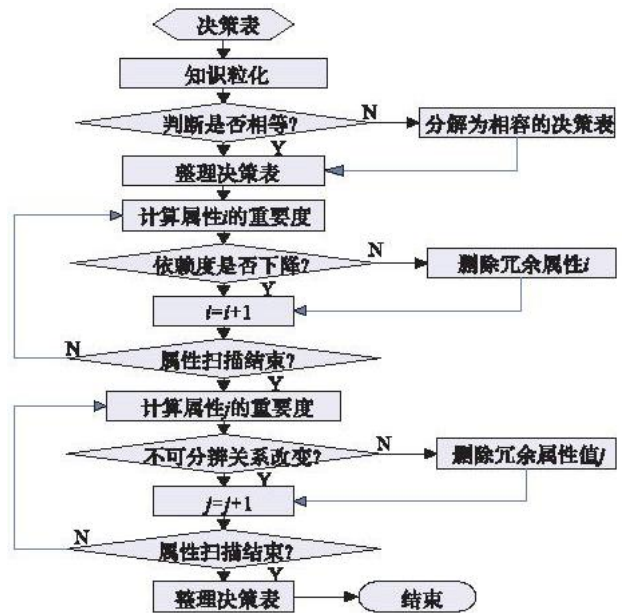 决策表
知识粒化
判断是否相等?
N
分解为相容的决策表
Y
整理决策表
计算属性i的重要度
依赖度是否下降?
N
删除冗余属性i
Y
i=i+1
N
属性扫描结束?
Y
计算属性j的重要度
不可分辨关系改变?
N
删除冗余属性值j
Y
j=j+1
N
属性扫描结束?
Y
整理决策表
结束